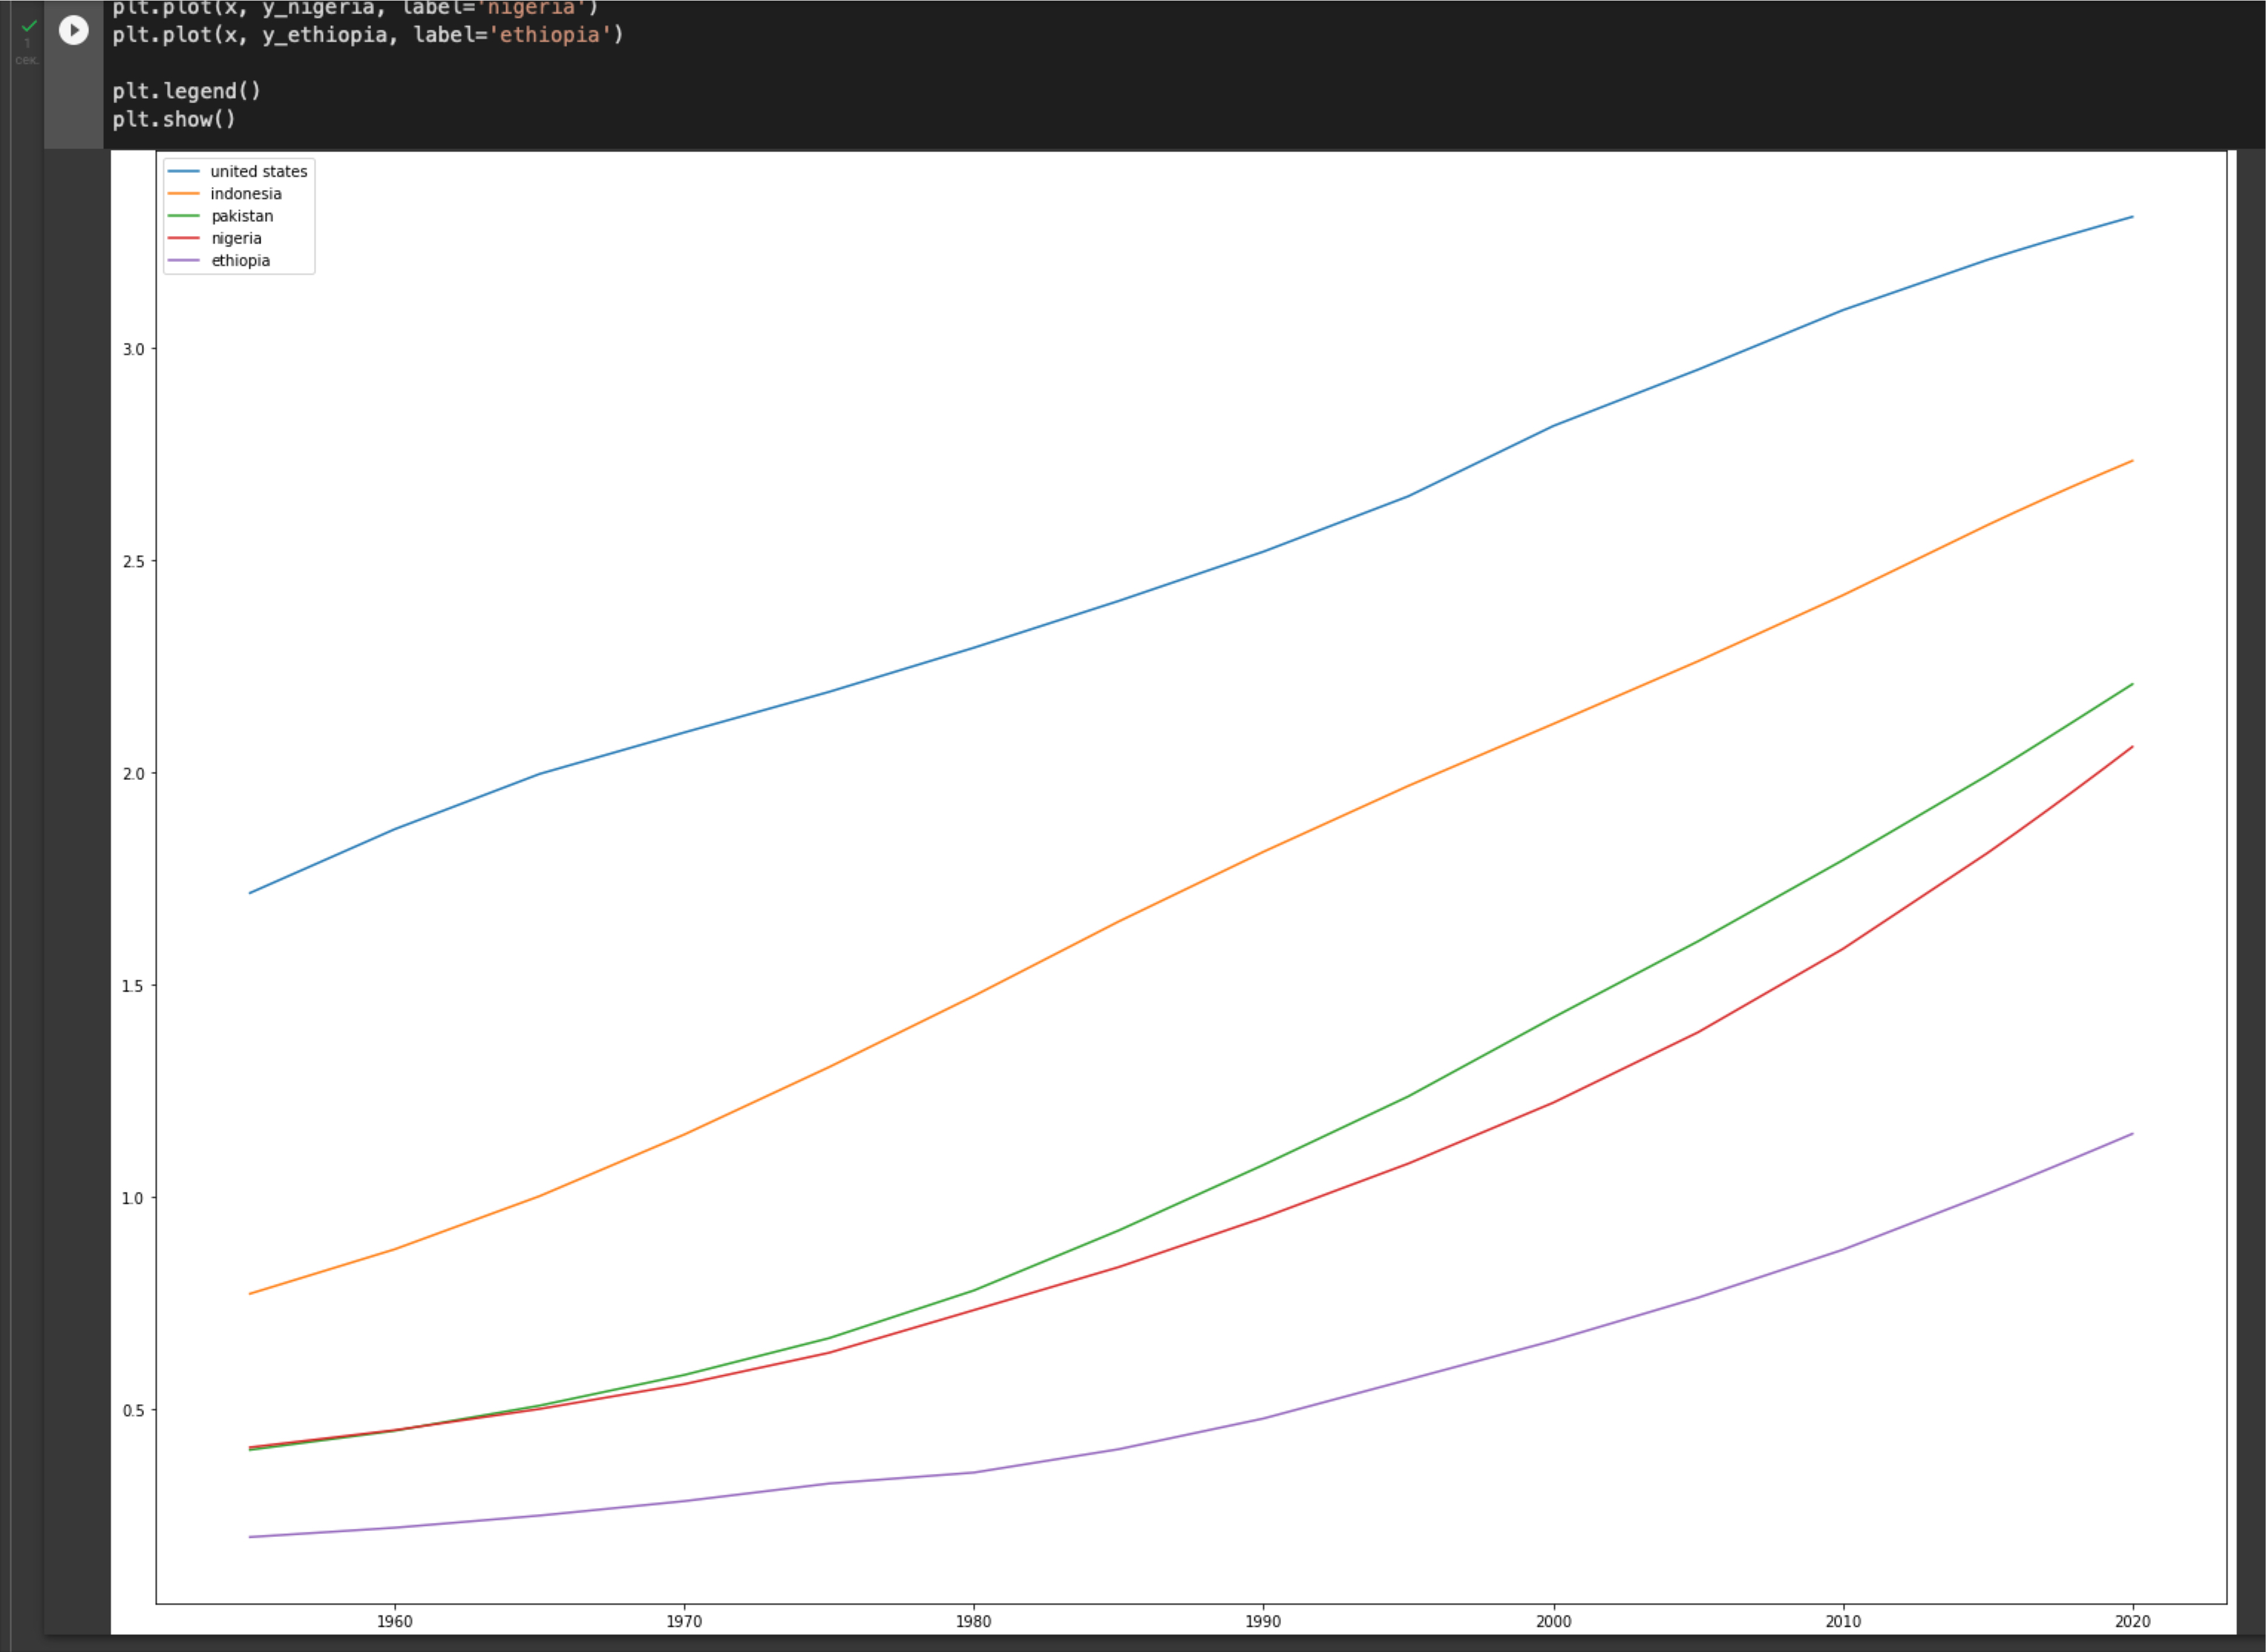 plt.plot(x, y_nigeria, label='nigeria')
plt.plot(x, y_ethiopia, label='ethiopia')
1
сек.
plt.legend()
plt.show()
united states
indonesia
pakistan
nigeria
ethiopia
3.0
2.5
2.0
1.5
1.0
0.5
1960 1970 1980 1990 2000 2010 2020